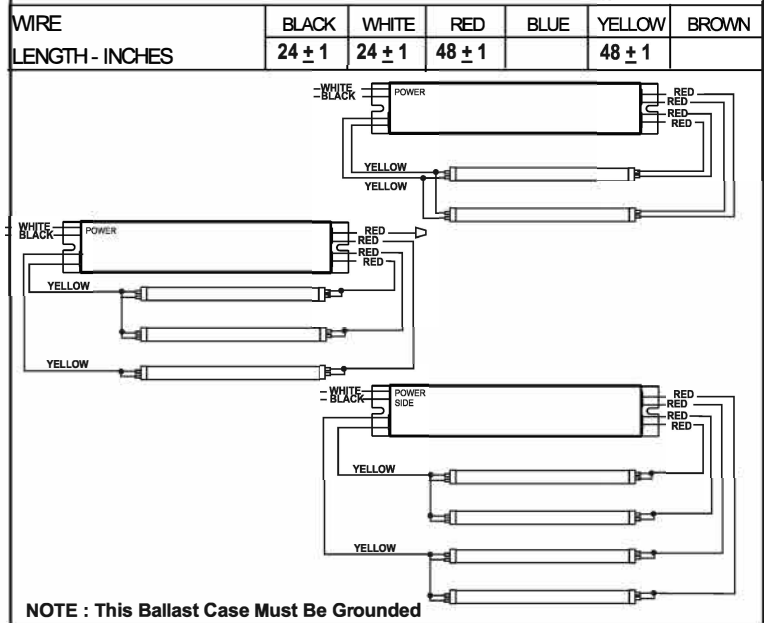 WIRE BLACK WHITE RED BLUE YELLOW BROWN
LENGTH - INCHES 24 ± 1 24 ± 1 48 ± 1 48 ± 1
WHITE
BLACK
POWER
RED
RED
RED
RED
YELLOW
YELLOW
WHITE
BLACK
POWER
RED
RED
RED
RED
YELLOW
YELLOW
WHITE
BLACK
POWER
SIDE
RED
RED
RED
RED
YELLOW
YELLOW
NOTE : This Ballast Case Must Be Grounded